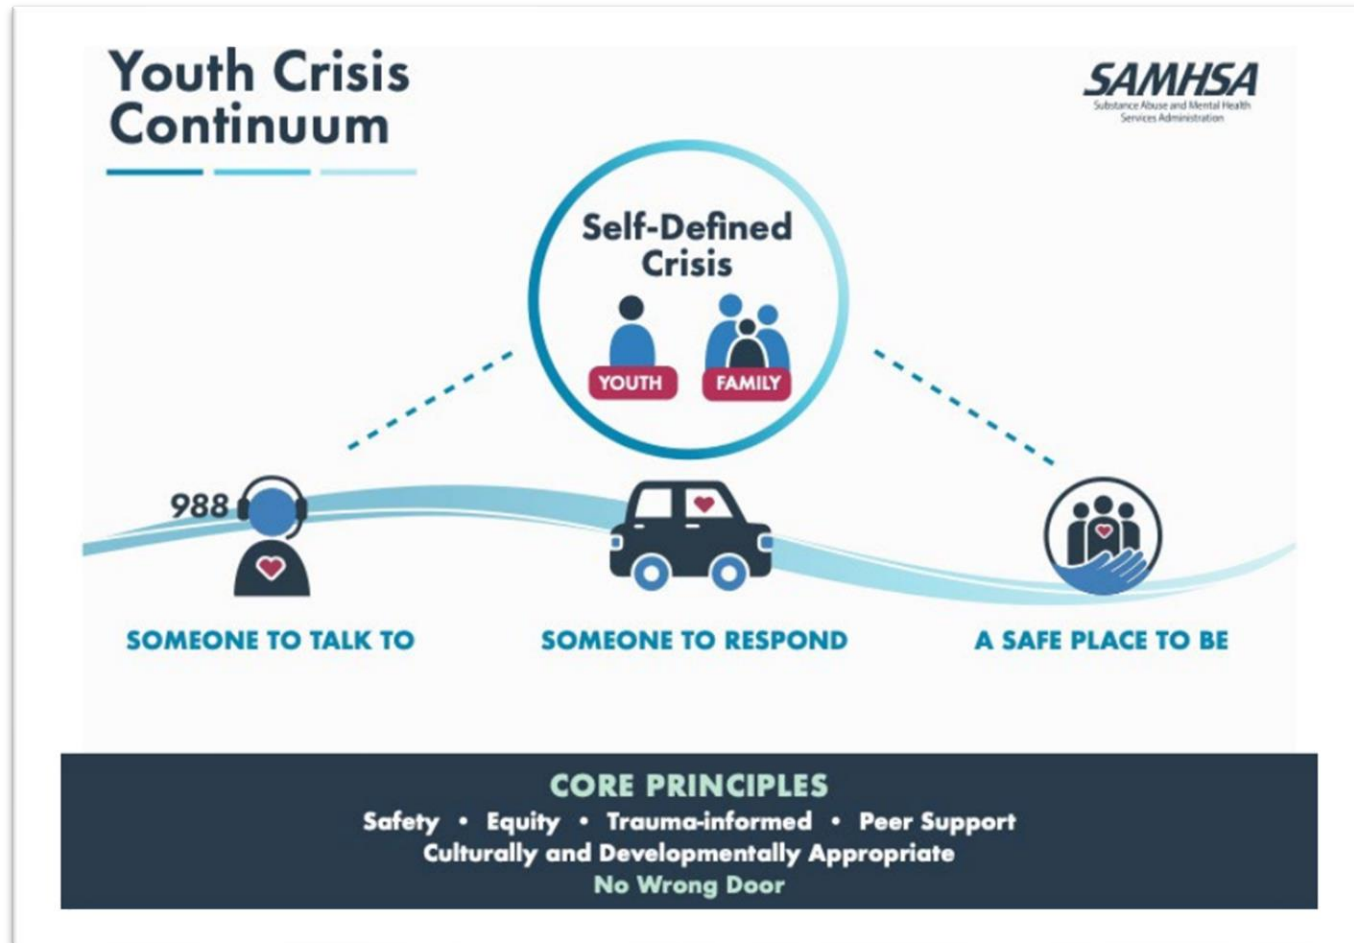 Youth Crisis
Continuum
SAMHSA
Substance Abuse and Mental Health
Services Administration
Self-Defined
Crisis
YOUTH
FAMILY
988
SOMEONE TO TALK TO
SOMEONE TO RESPOND
A SAFE PLACE TO BE
CORE PRINCIPLES
Safety • Equity • Trauma-informed • Peer Support
Culturally and Developmentally Appropriate
No Wrong Door